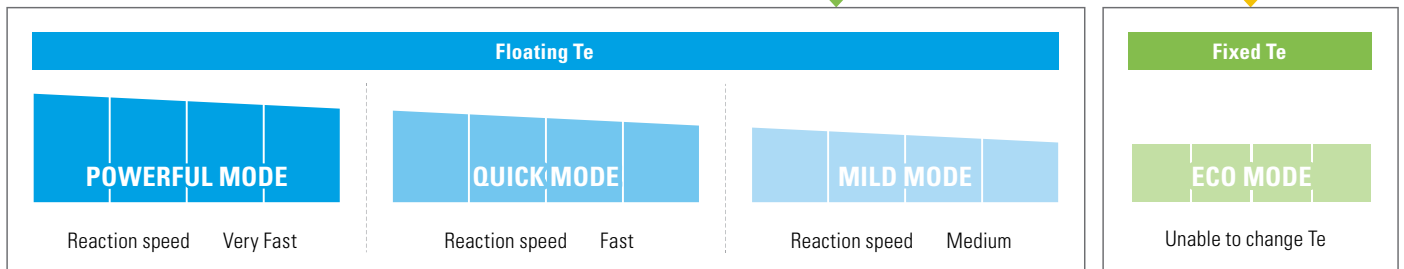 Floating Te
Fixed Te
POWERFUL MODE
QUICK MODE
MILD MODE
ECO MODE
Reaction speed Very Fast
Reaction speed Fast
Reaction speed Medium
Unable to change Te